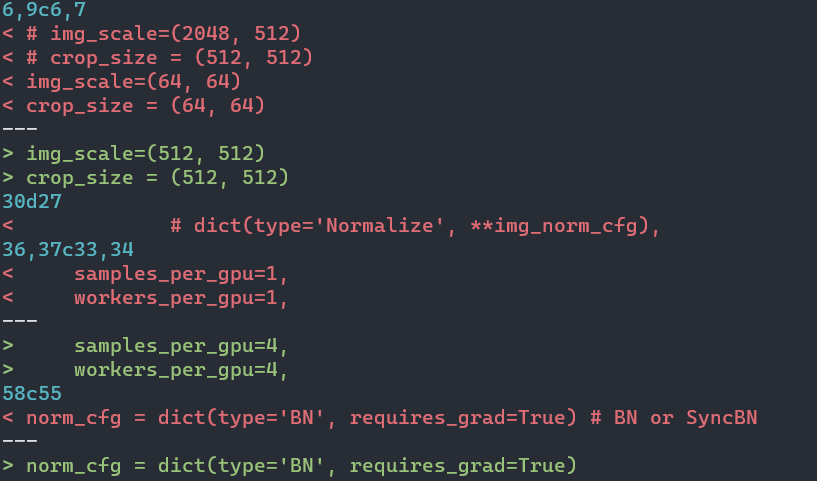 6,9c6,7
< # img_scale=(2048, 512)
< # crop_size = (512, 512)
< img_scale=(64, 64)
< crop_size = (64, 64)
---
> img_scale=(512, 512)
> crop_size = (512, 512)
30d27
<             # dict(type='Normalize', **img_norm_cfg),
36,37c33,34
<     samples_per_gpu=1,
<     workers_per_gpu=1,
---
>     samples_per_gpu=4,
>     workers_per_gpu=4,
58c55
< norm_cfg = dict(type='BN', requires_grad=True) # BN or SyncBN
---
> norm_cfg = dict(type='BN', requires_grad=True)